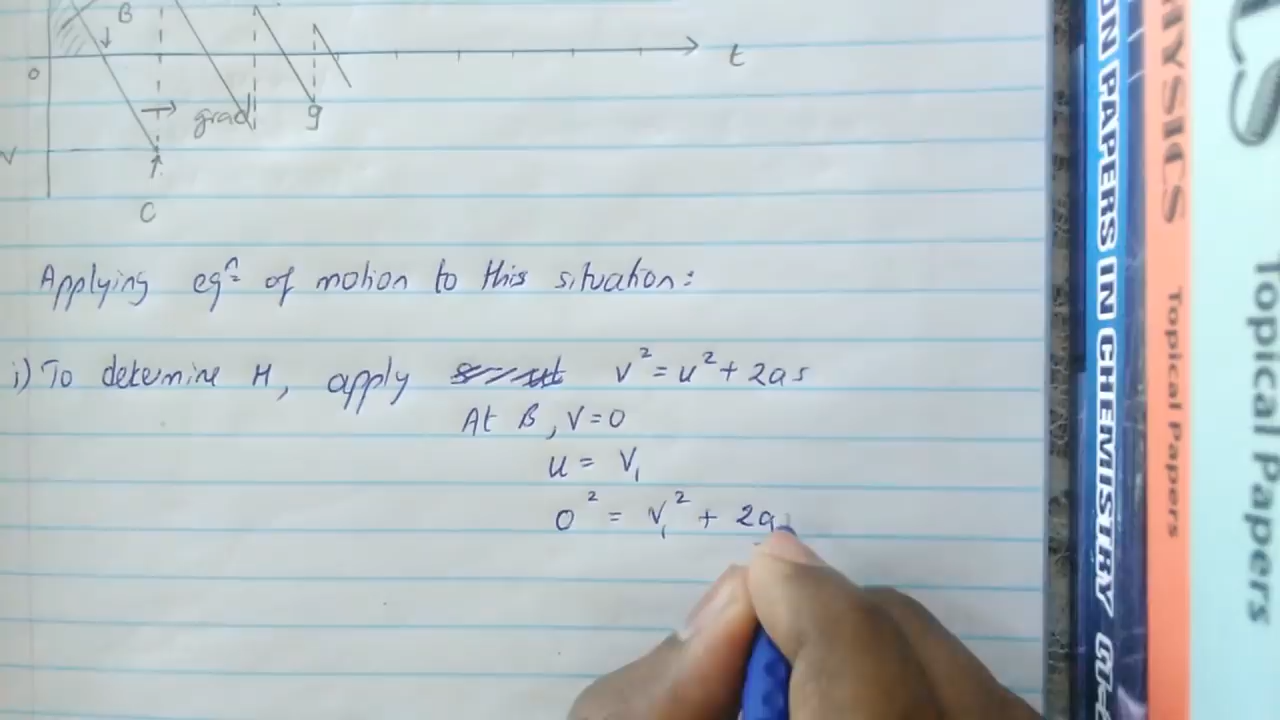 B
t
0
grad
g
V
C
Applying eqⁿ of motion to this situation:
i) To determine H, apply v² = u² + 2as
At B, V=0
u = V₁
0² = V₁² + 2a
ON PAPERS IN CHEMISTRY
HYSICS Topical Papers
Topical Papers